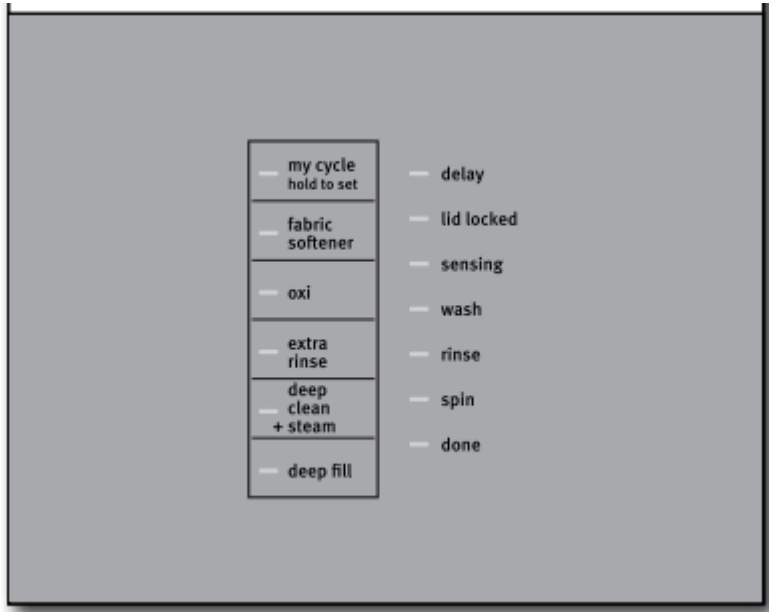 my cycle
hold to set
fabric
softener
oxi
extra
rinse
deep
clean
+ steam
deep fill
delay
lid locked
sensing
wash
rinse
spin
done